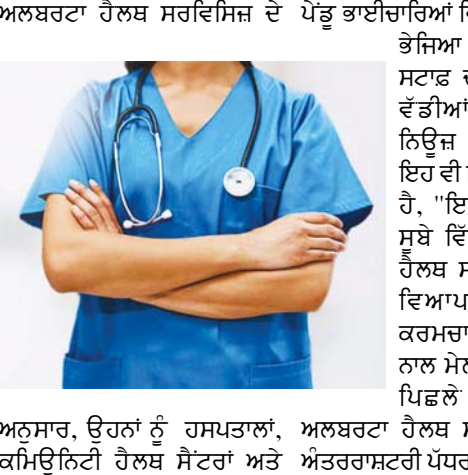 ਅਲਬਰਟਾ ਹੈਲਥ ਸਰਵਿਸਿਜ਼ ਦੇ
ਅਨੁਸਾਰ, ਉਹਨਾਂ ਨੂੰ ਹਸਪਤਾਲਾਂ,
ਕਮਿਊਨਿਟੀ ਹੈਲਥ ਸੈਂਟਰਾਂ ਅਤੇ
ਪੇਂਡੂ ਭਾਈਚਾਰਿਆਂ
ਭੇਜਿਆ
ਸਟਾਫ਼
ਵੱਡੀਆਂ
ਨਿਊਜ਼
ਇਹ ਵੀ
ਹੈ, "ਇ
ਸੂਬੇ ਵਿੱ
ਹੈਲਥ ਸ
ਵਿਆਪ
ਕਰਮਚਾ
ਨਾਲ ਮੇਲ
ਪਿਛਲੇ
ਅਲਬਰਟਾ ਹੈਲਥ ਸ
ਅੰਤਰਰਾਸ਼ਟਰੀ ਪੱਧਰ